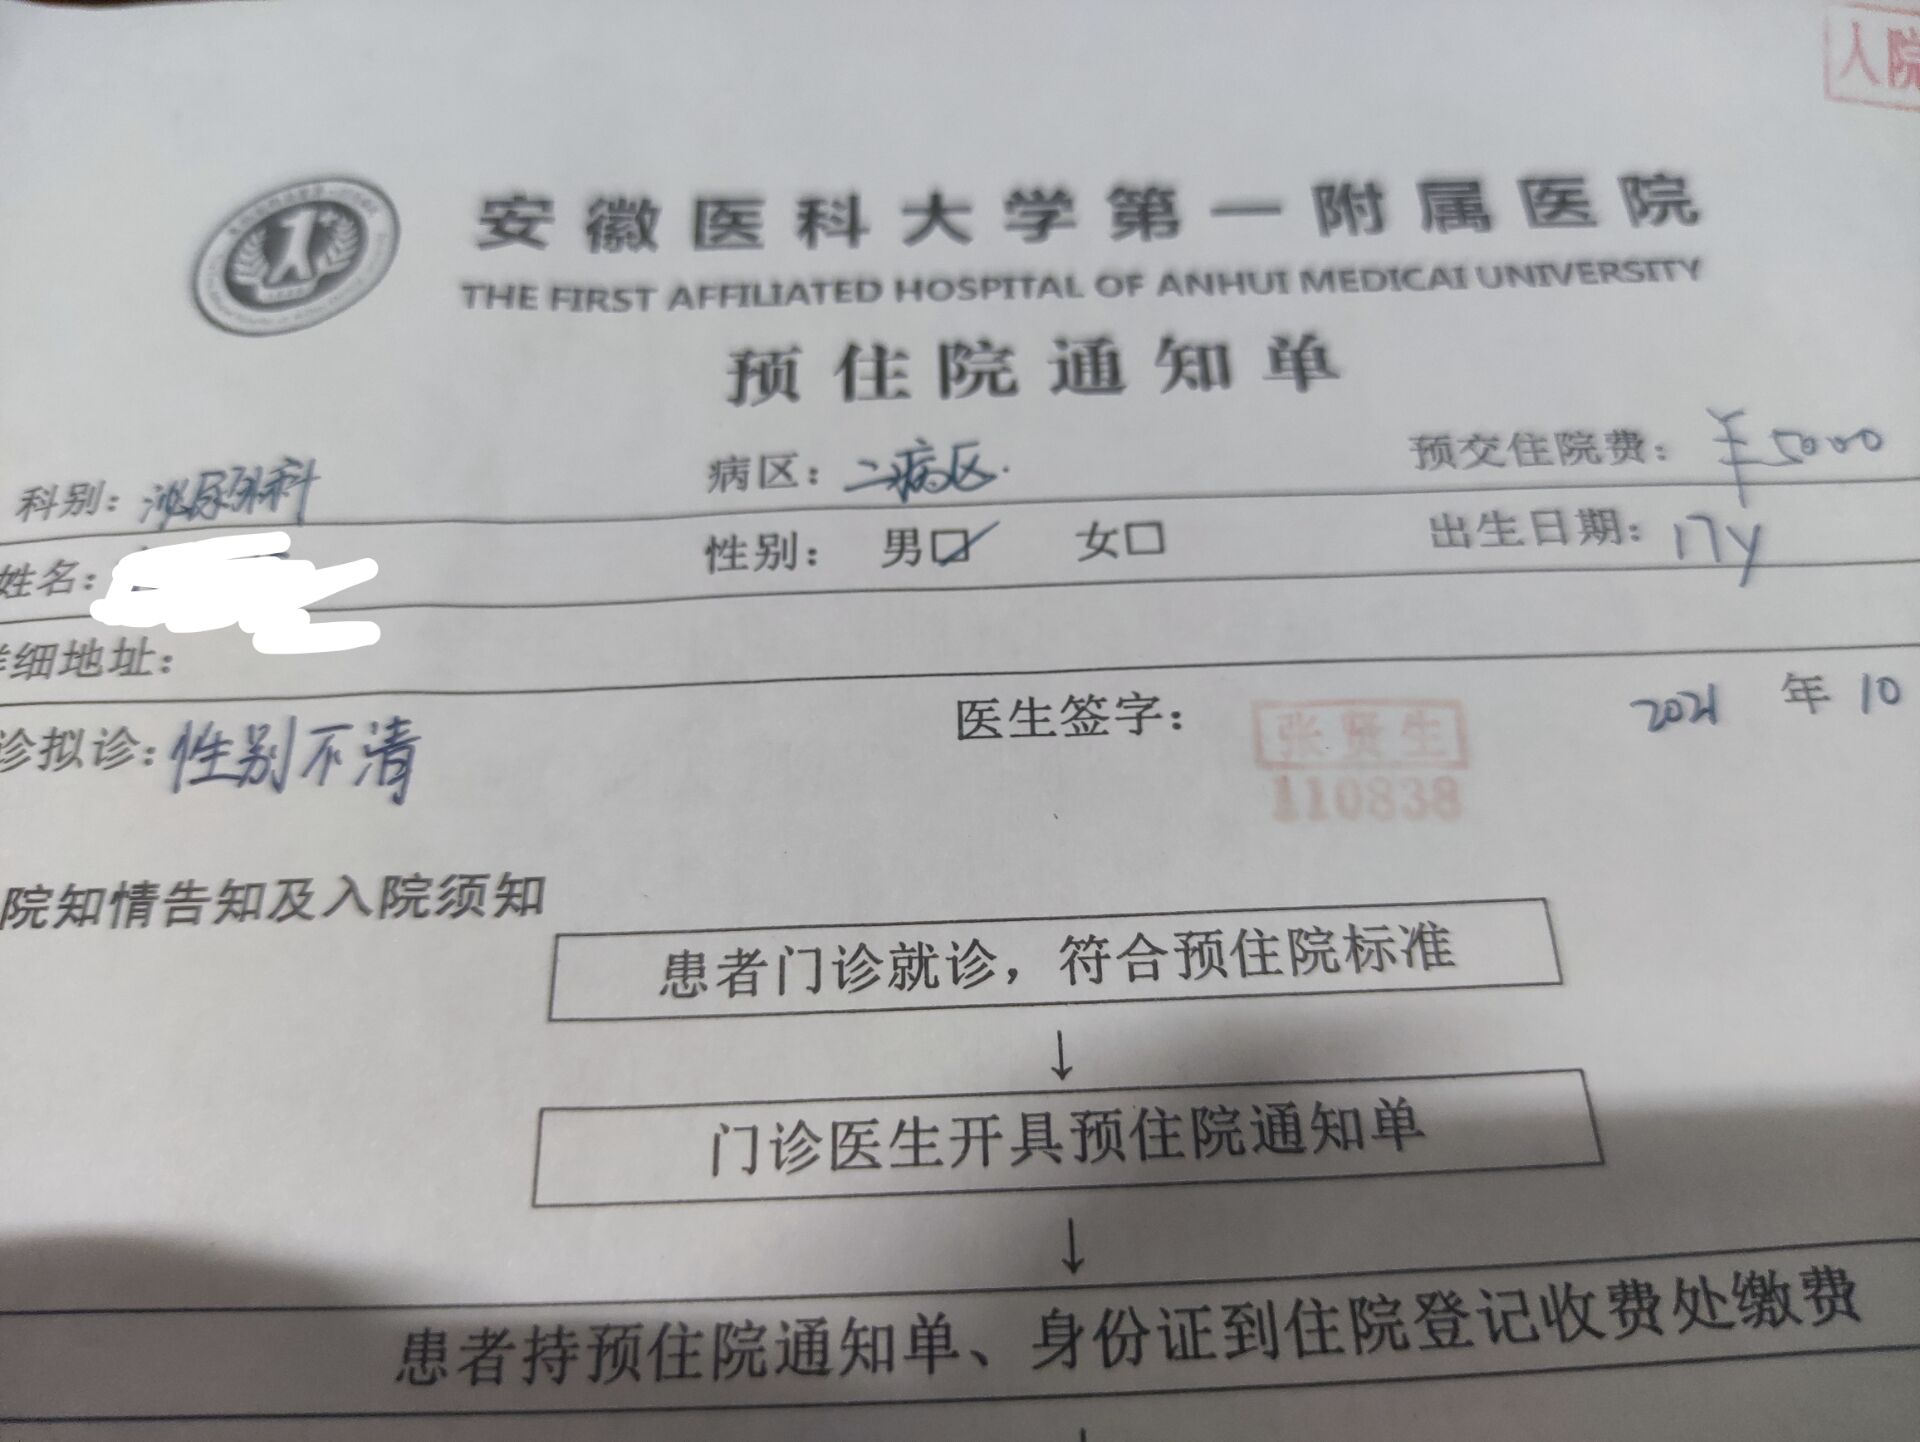 入院
安徽医科大学第一附属医院
THE FIRST AFFILIATED HOSPITAL OF ANHUI MEDICAI UNIVERSITY
预住院通知单
科别：泌尿外科 病区：二病区. 预交住院费：￥5000
姓名： 性别： 男☑ 女□ 出生日期：17y
详细地址：
诊拟诊：性别不清 医生签字：张贤生 2021 年 10
110838
院知情告知及入院须知
患者门诊就诊，符合预住院标准
↓
门诊医生开具预住院通知单
↓
患者持预住院通知单、身份证到住院登记收费处缴费